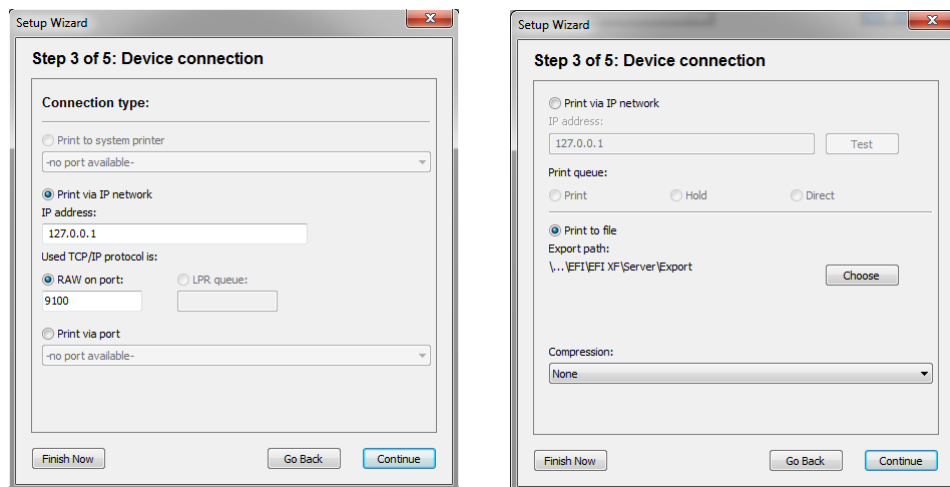 Setup Wizard
Step 3 of 5: Device connection
Connection type:
Print to system printer
-no port available-
Print via IP network
IP address:
127.0.0.1
Used TCP/IP protocol is:
RAW on port:
LPR queue:
9100
Print via port
-no port available-
Finish Now
Go Back
Continue
Setup Wizard
Step 3 of 5: Device connection
Print via IP network
IP address:
127.0.0.1
Test
Print queue:
Print
Hold
Direct
Print to file
Export path:
\...\EFI\EFI XF\Server\Export
Choose
Compression:
None
Finish Now
Go Back
Continue